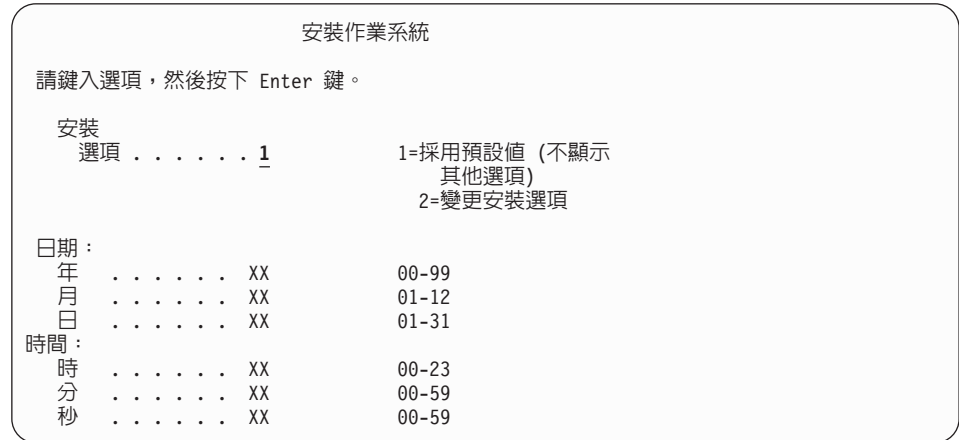 安裝作業系統
請鍵入選項，然後按下 Enter 鍵。
安裝
選項 . . . . . . 1 1=採用預設值 (不顯示
其他選項)
2=變更安裝選項
日期：
年 . . . . . . XX 00-99
月 . . . . . . XX 01-12
日 . . . . . . XX 01-31
時間：
時 . . . . . . XX 00-23
分 . . . . . . XX 00-59
秒 . . . . . . XX 00-59